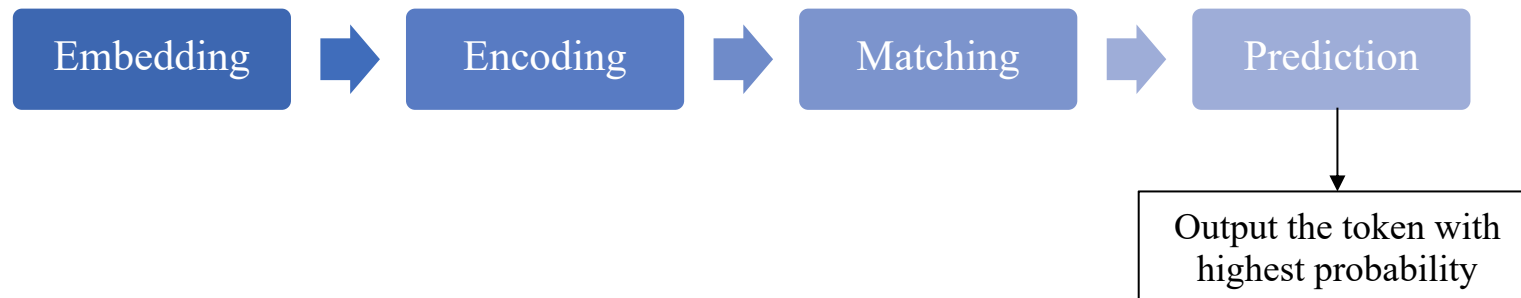 Embedding
Encoding
Matching
Prediction
Output the token with
highest probability